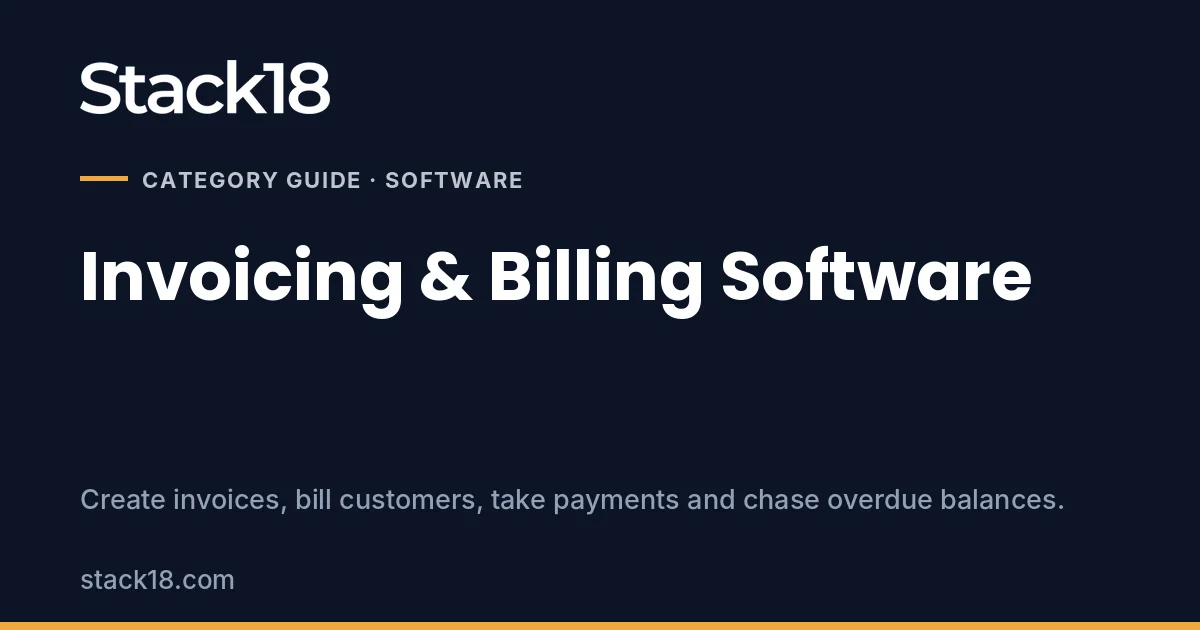 Stack18
CATEGORY GUIDE · SOFTWARE
Invoicing & Billing Software
Create invoices, bill customers, take payments and chase overdue balances.
stack18.com